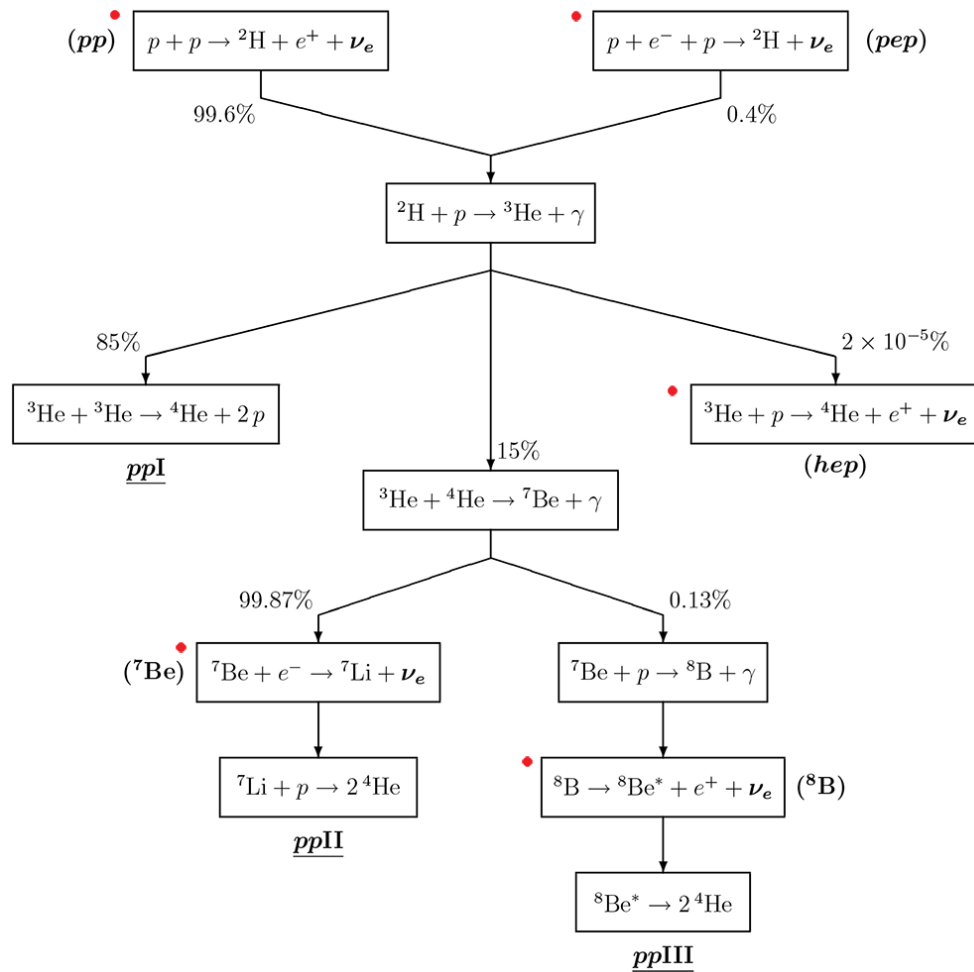 (pp) p + p → ²H + e⁺ + νₑ
p + e⁻ + p → ²H + νₑ (pep)
99.6%
0.4%
²H + p → ³He + γ
85%
2 × 10⁻⁵%
³He + ³He → ⁴He + 2 p
³He + p → ⁴He + e⁺ + νₑ
ppI
(hep)
15%
³He + ⁴He → ⁷Be + γ
99.87%
0.13%
(⁷Be) ⁷Be + e⁻ → ⁷Li + νₑ
⁷Be + p → ⁸B + γ
⁷Li + p → 2 ⁴He
⁸B → ⁸Be* + e⁺ + νₑ (⁸B)
ppII
⁸Be* → 2 ⁴He
ppIII